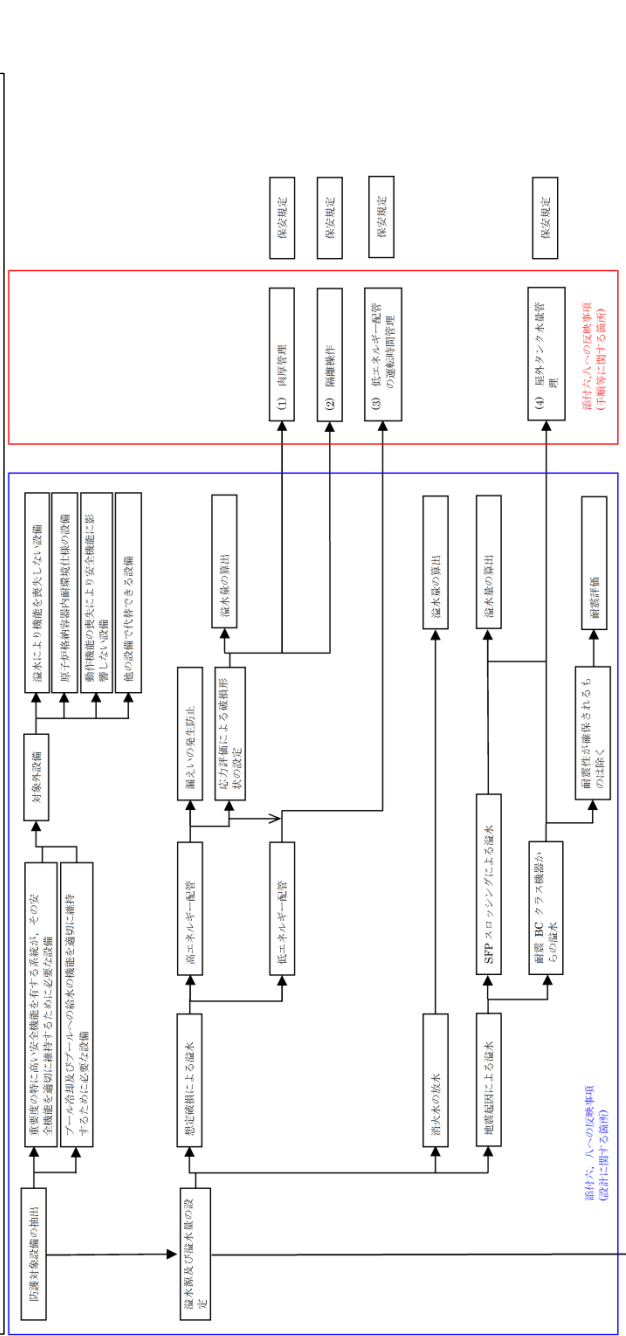 防護対象設備の抽出
重要度の特に高い安全機能を有する系統が，その安
全機能を適切に維持するために必要な設備
プール冷却及びプールへの給水の機能を適切に維持
するために必要な設備
対象外設備
溢水により機能を喪失しない設備
原子炉格納容器内耐環境仕様の設備
動作機能の喪失により安全機能に影
響しない設備
他の設備で代替できる設備
溢水源及び溢水量の設
定
想定破損による溢水
高エネルギー配管
漏えいの発生防止
応力評価による破損形
状の設定
溢水量の算出
低エネルギー配管
(1) 肉厚管理
保安規定
(2) 隔離操作
保安規定
(3) 低エネルギー配管
の運転時間管理
保安規定
消火水の放水
溢水量の算出
地震起因による溢水
SFP スロッシングによる溢水
溢水量の算出
耐震 BC クラス機器か
らの溢水
耐震性が確保されるも
のは除く
耐震評価
(4) 屋外タンク水量管
理
保安規定
添付六，八への反映事項
(設計に関する箇所)
添付六,八への反映事項
(手順等に関する箇所)